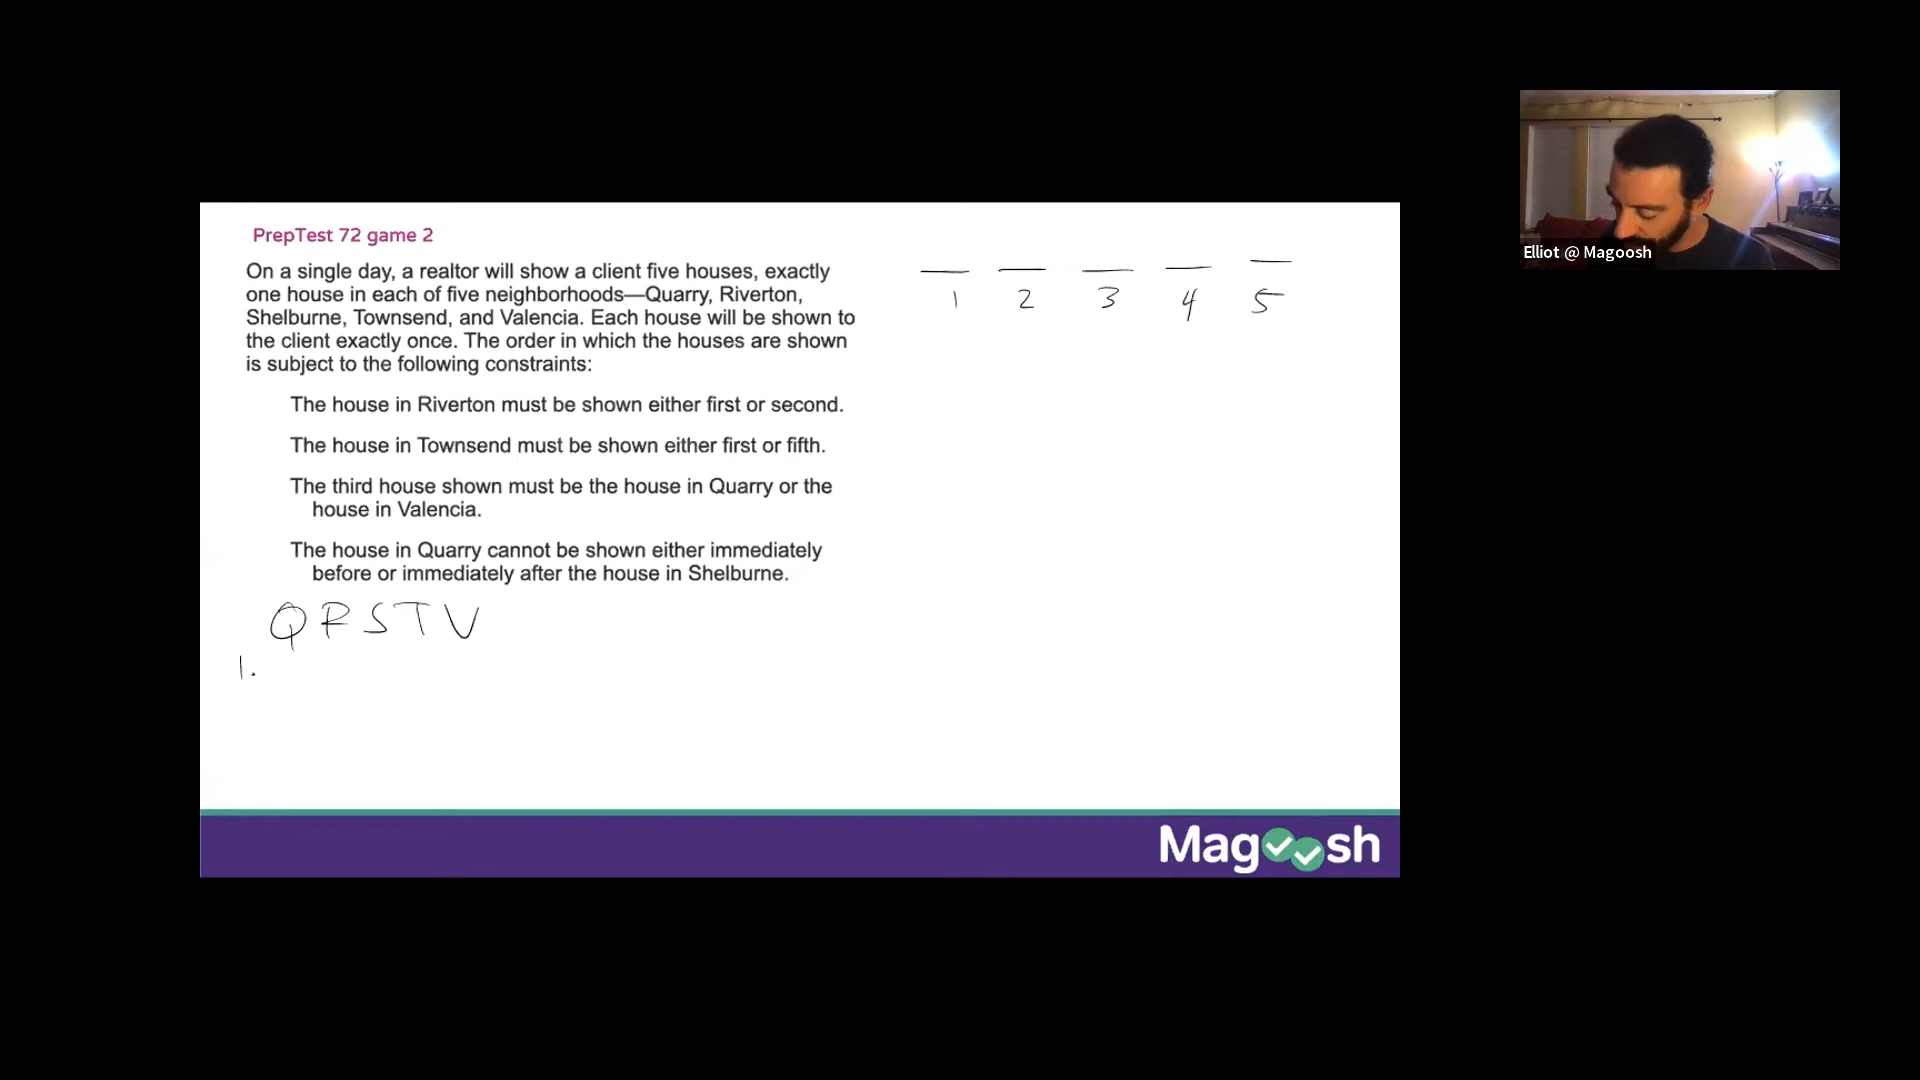 PrepTest 72 game 2
On a single day, a realtor will show a client five houses, exactly
one house in each of five neighborhoods—Quarry, Riverton,
Shelburne, Townsend, and Valencia. Each house will be shown to
the client exactly once. The order in which the houses are shown
is subject to the following constraints:
The house in Riverton must be shown either first or second.
The house in Townsend must be shown either first or fifth.
The third house shown must be the house in Quarry or the
house in Valencia.
The house in Quarry cannot be shown either immediately
before or immediately after the house in Shelburne.
Q R S T V
1.
1 2 3 4 5
Elliot @ Magoosh
Magoosh